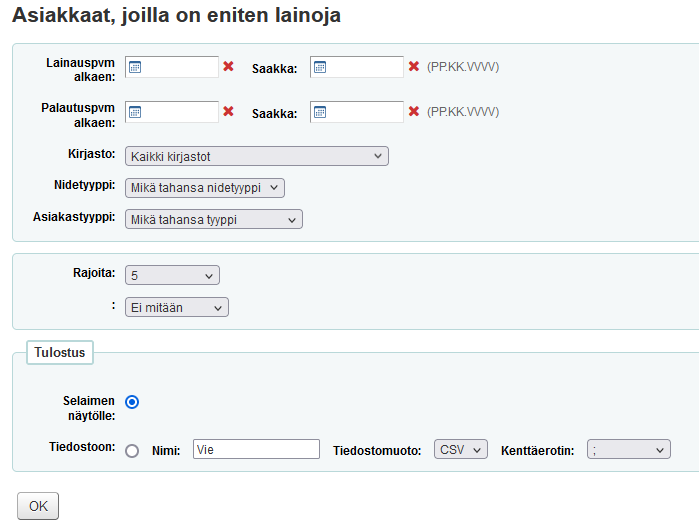 Asiakkaat, joilla on eniten lainoja
Lainauspvm alkaen: Saakka: (PP.KK.VVVV)
Palautuspvm alkaen: Saakka: (PP.KK.VVVV)
Kirjasto: Kaikki kirjastot
Nidetyyppi: Mikä tahansa nidetyyppi
Asiakastyyppi: Mikä tahansa tyyppi
Rajoita: 5
: Ei mitään
Tulostus
Selaimen näytölle:
Tiedostoon: Nimi: Vie Tiedostomuoto: CSV Kenttäerotin: ;
OK